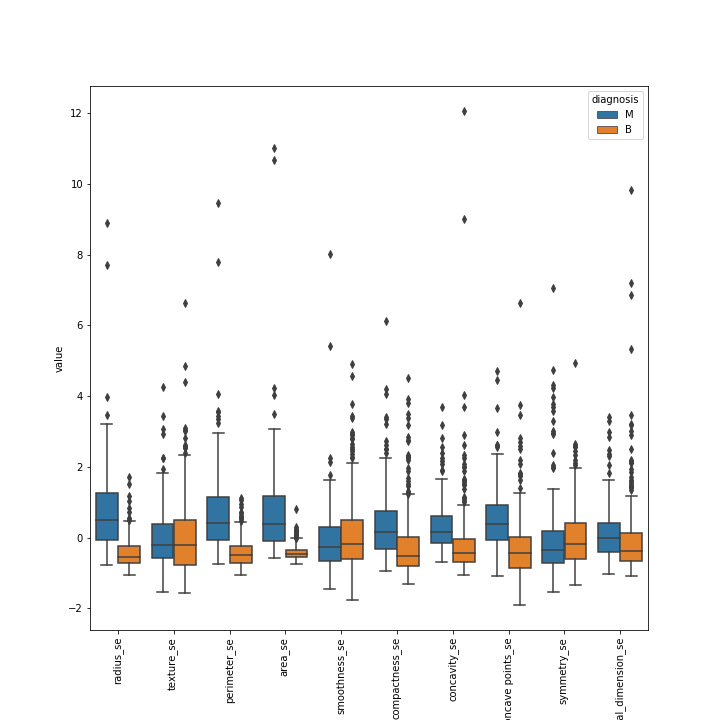 diagnosis
M
B
12
10
8
6
4
2
0
−2
value
radius_se
texture_se
perimeter_se
area_se
smoothness_se
compactness_se
concavity_se
oncave points_se
symmetry_se
al_dimension_se